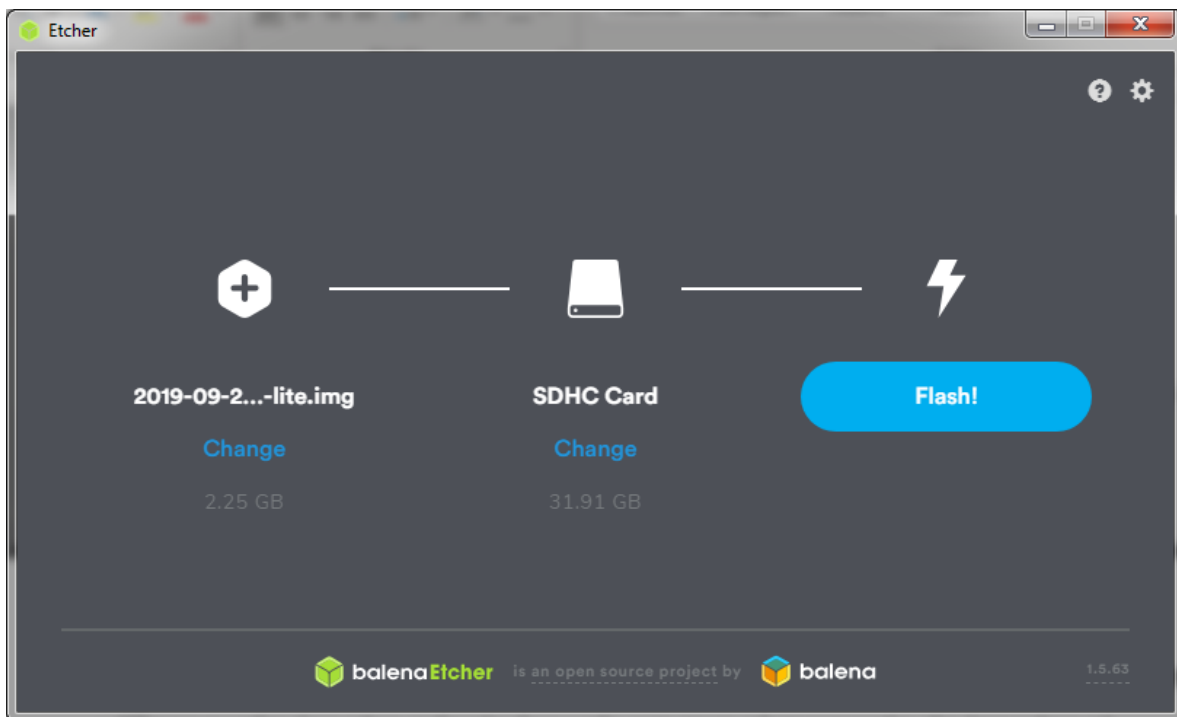 Etcher
2019-09-2...-lite.img
SDHC Card
Flash!
Change
Change
2.25 GB
31.91 GB
balenaEtcher is an open source project by balena
1.5.63